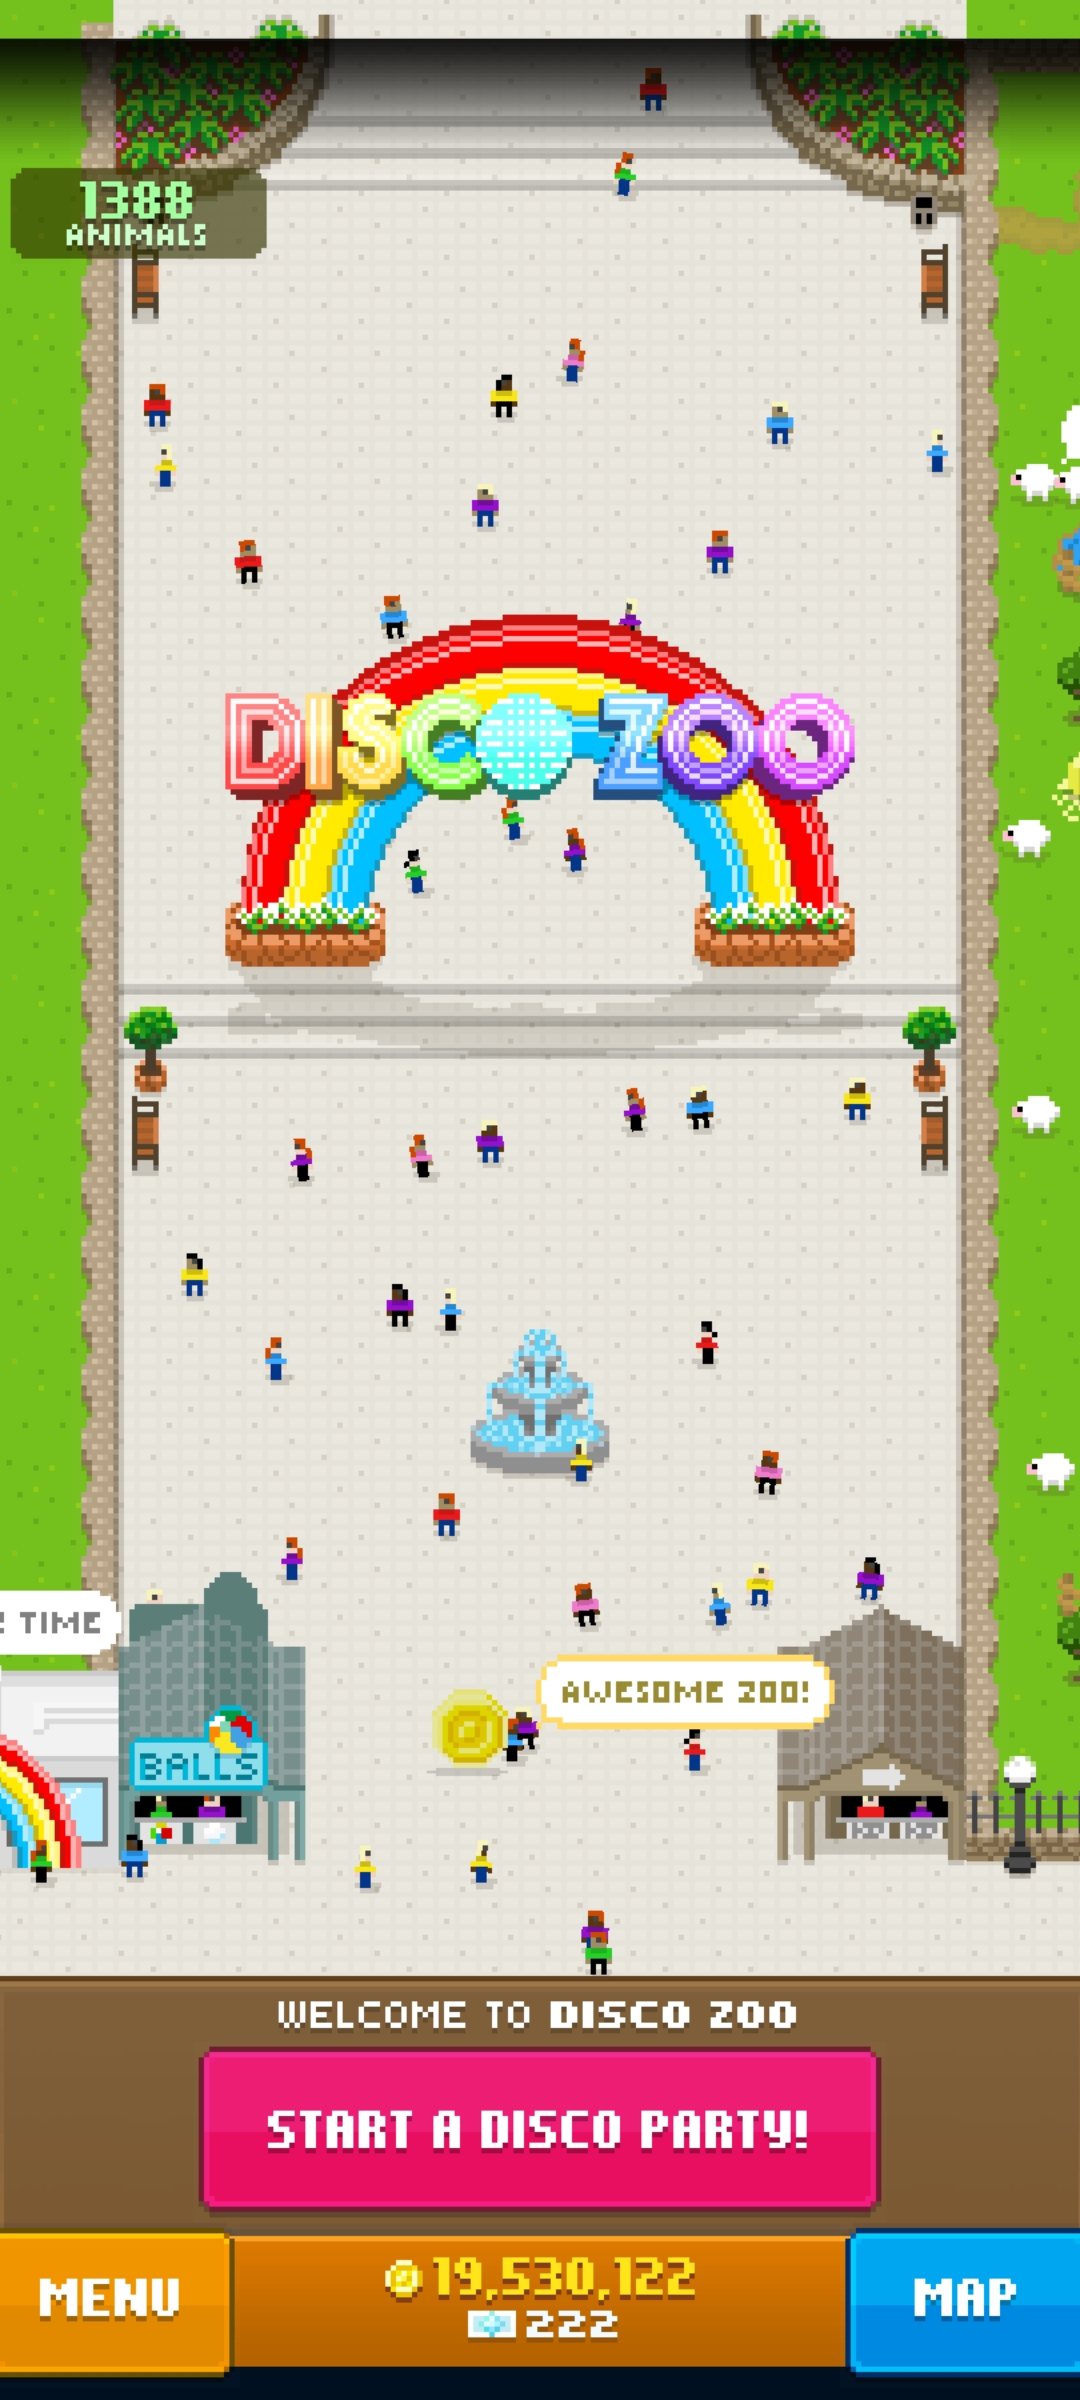 1388
ANIMALS
DISCO ZOO
! TIME
AWESOME ZOO!
BALLS
WELCOME TO DISCO ZOO
START A DISCO PARTY!
MENU
19,530,122
222
MAP